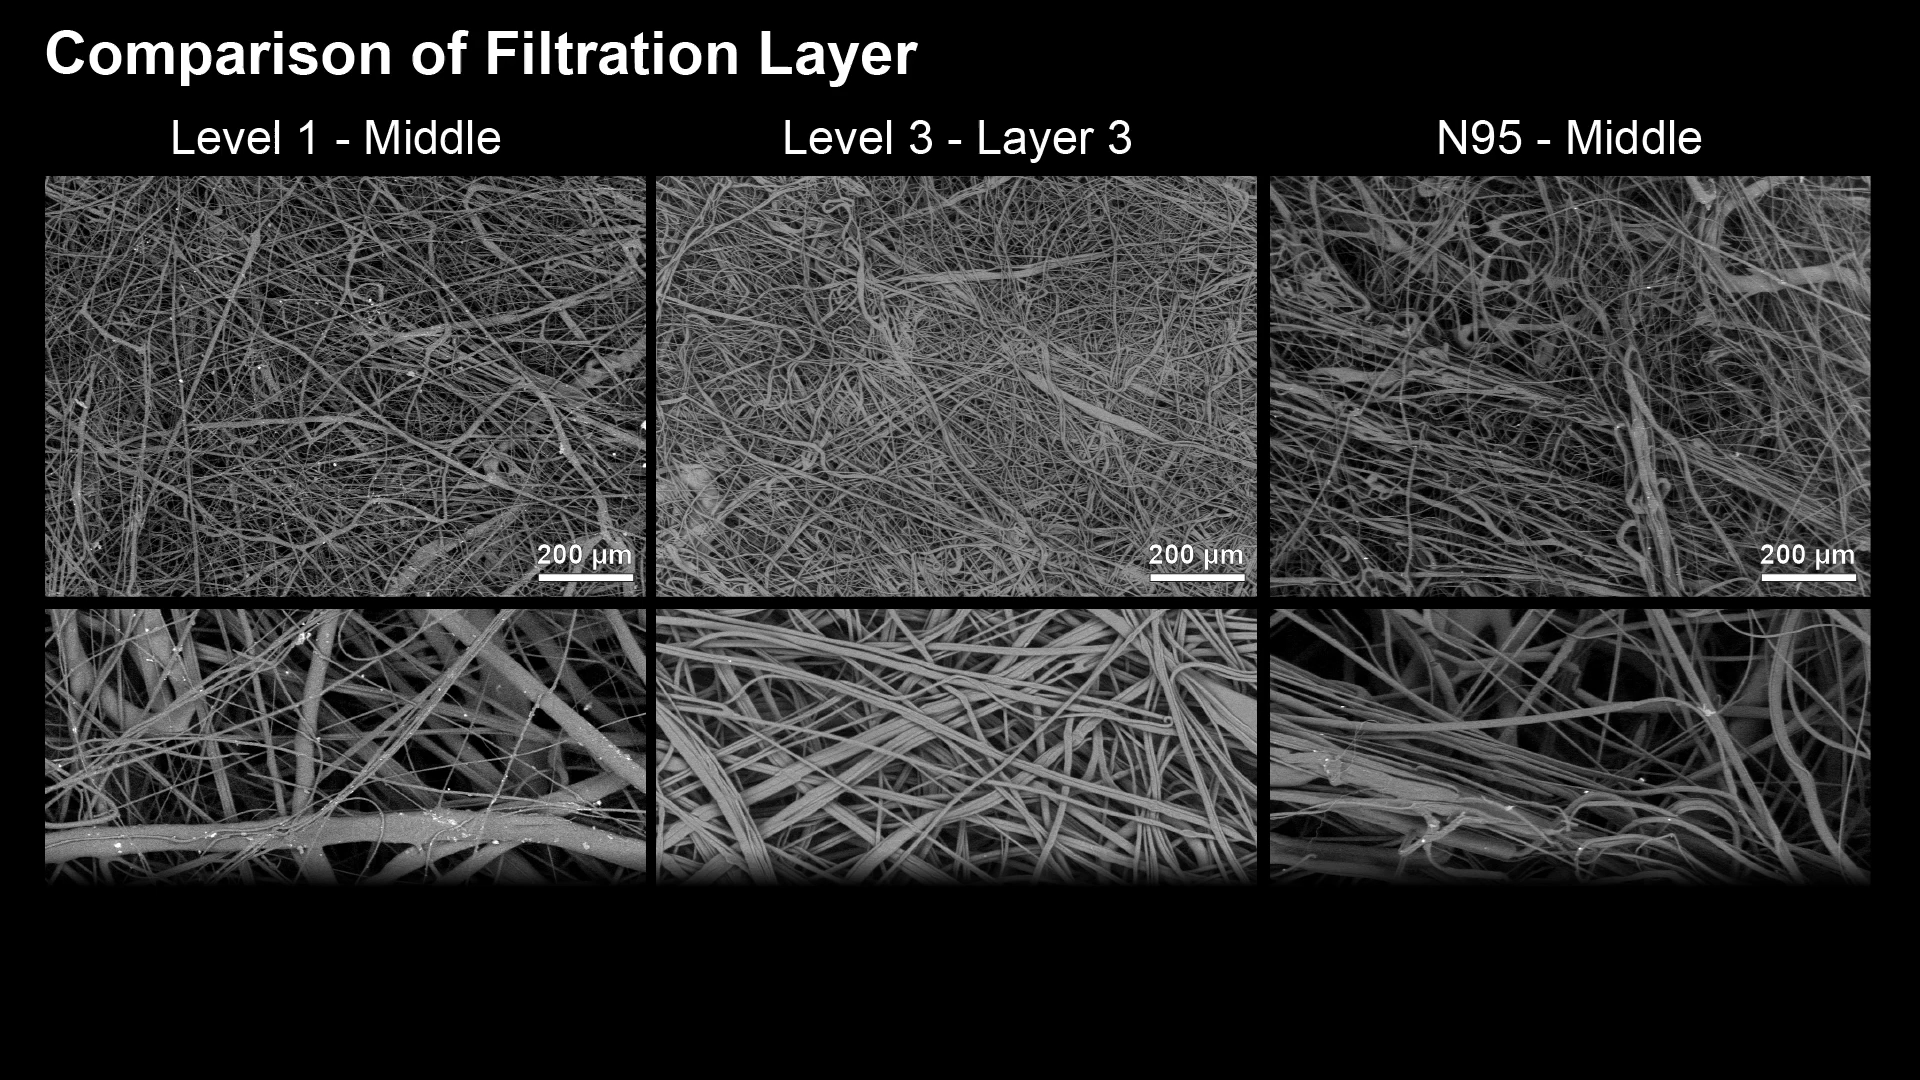 Comparison of Filtration Layer
Level 1 - Middle
Level 3 - Layer 3
N95 - Middle
200 µm
200 µm
200 µm